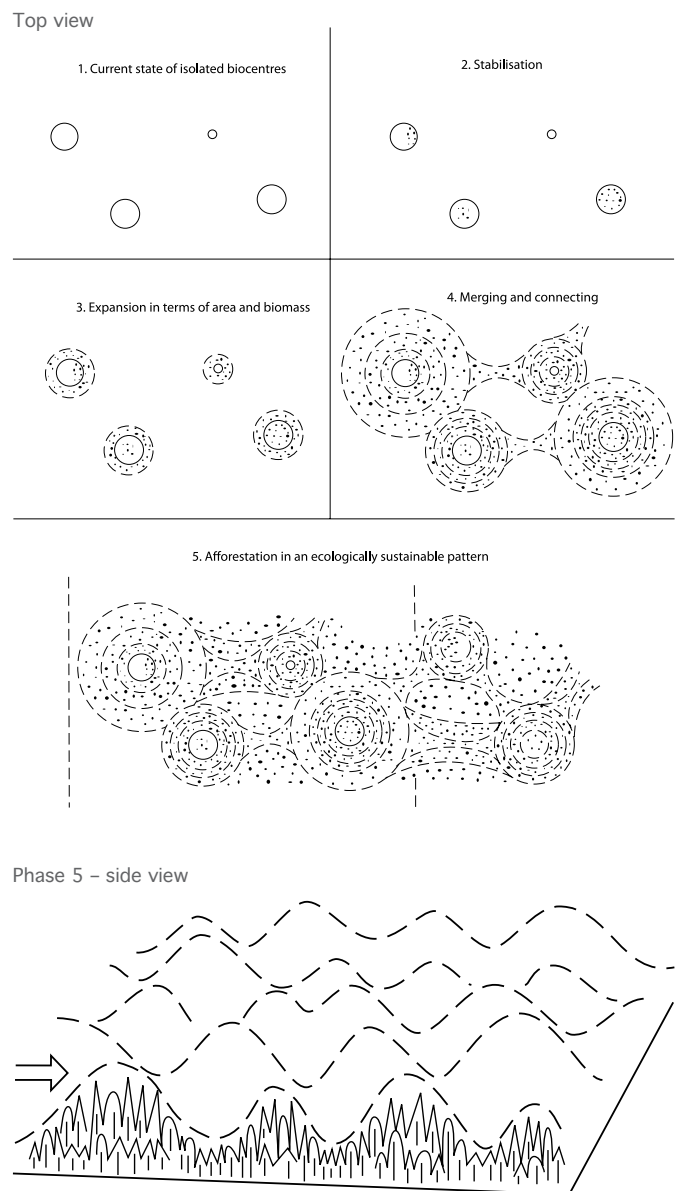 Top view
1. Current state of isolated biocentres
2. Stabilisation
3. Expansion in terms of area and biomass
4. Merging and connecting
5. Afforestation in an ecologically sustainable pattern
Phase 5 – side view